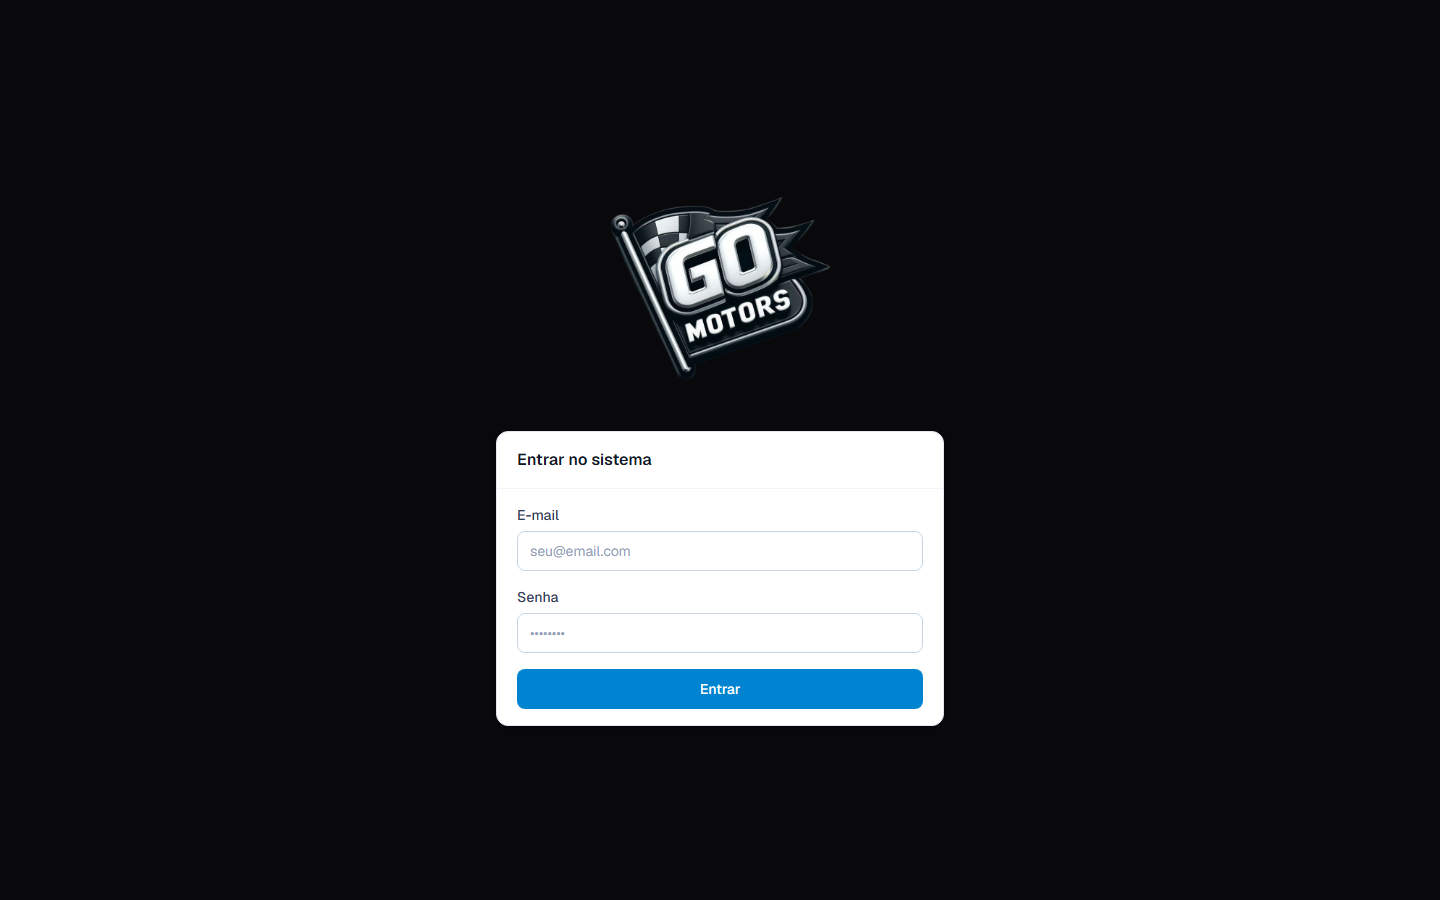 GO
MOTORS
Entrar no sistema
E-mail
seu@email.com
Senha
••••••••
Entrar